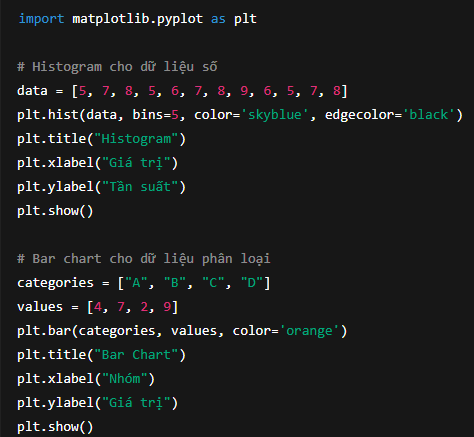 import matplotlib.pyplot as plt
# Histogram cho dữ liệu số
data = [5, 7, 8, 5, 6, 7, 8, 9, 6, 5, 7, 8]
plt.hist(data, bins=5, color='skyblue', edgecolor='black')
plt.title("Histogram")
plt.xlabel("Giá trị")
plt.ylabel("Tần suất")
plt.show()
# Bar chart cho dữ liệu phân loại
categories = ["A", "B", "C", "D"]
values = [4, 7, 2, 9]
plt.bar(categories, values, color='orange')
plt.title("Bar Chart")
plt.xlabel("Nhóm")
plt.ylabel("Giá trị")
plt.show()